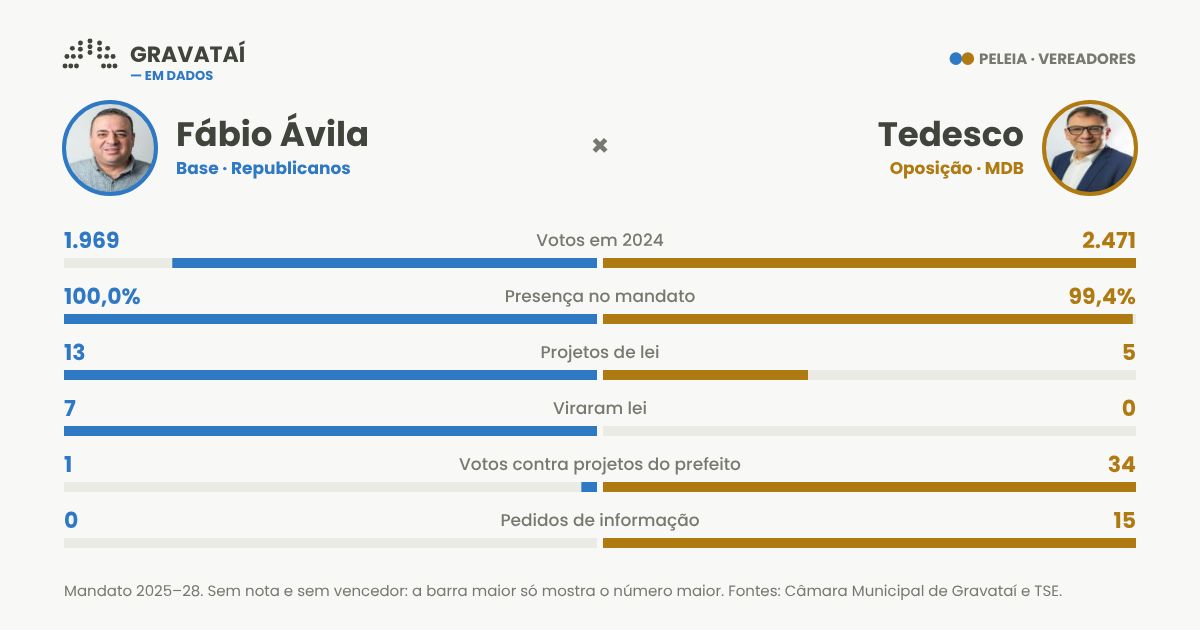 GRAVATAÍ
— EM DADOS
PELEIA · VEREADORES
Fábio Ávila
Base · Republicanos
×
Tedesco
Oposição · MDB
1.969 Votos em 2024 2.471
100,0% Presença no mandato 99,4%
13 Projetos de lei 5
7 Viraram lei 0
1 Votos contra projetos do prefeito 34
0 Pedidos de informação 15
Mandato 2025–28. Sem nota e sem vencedor: a barra maior só mostra o número maior. Fontes: Câmara Municipal de Gravataí e TSE.